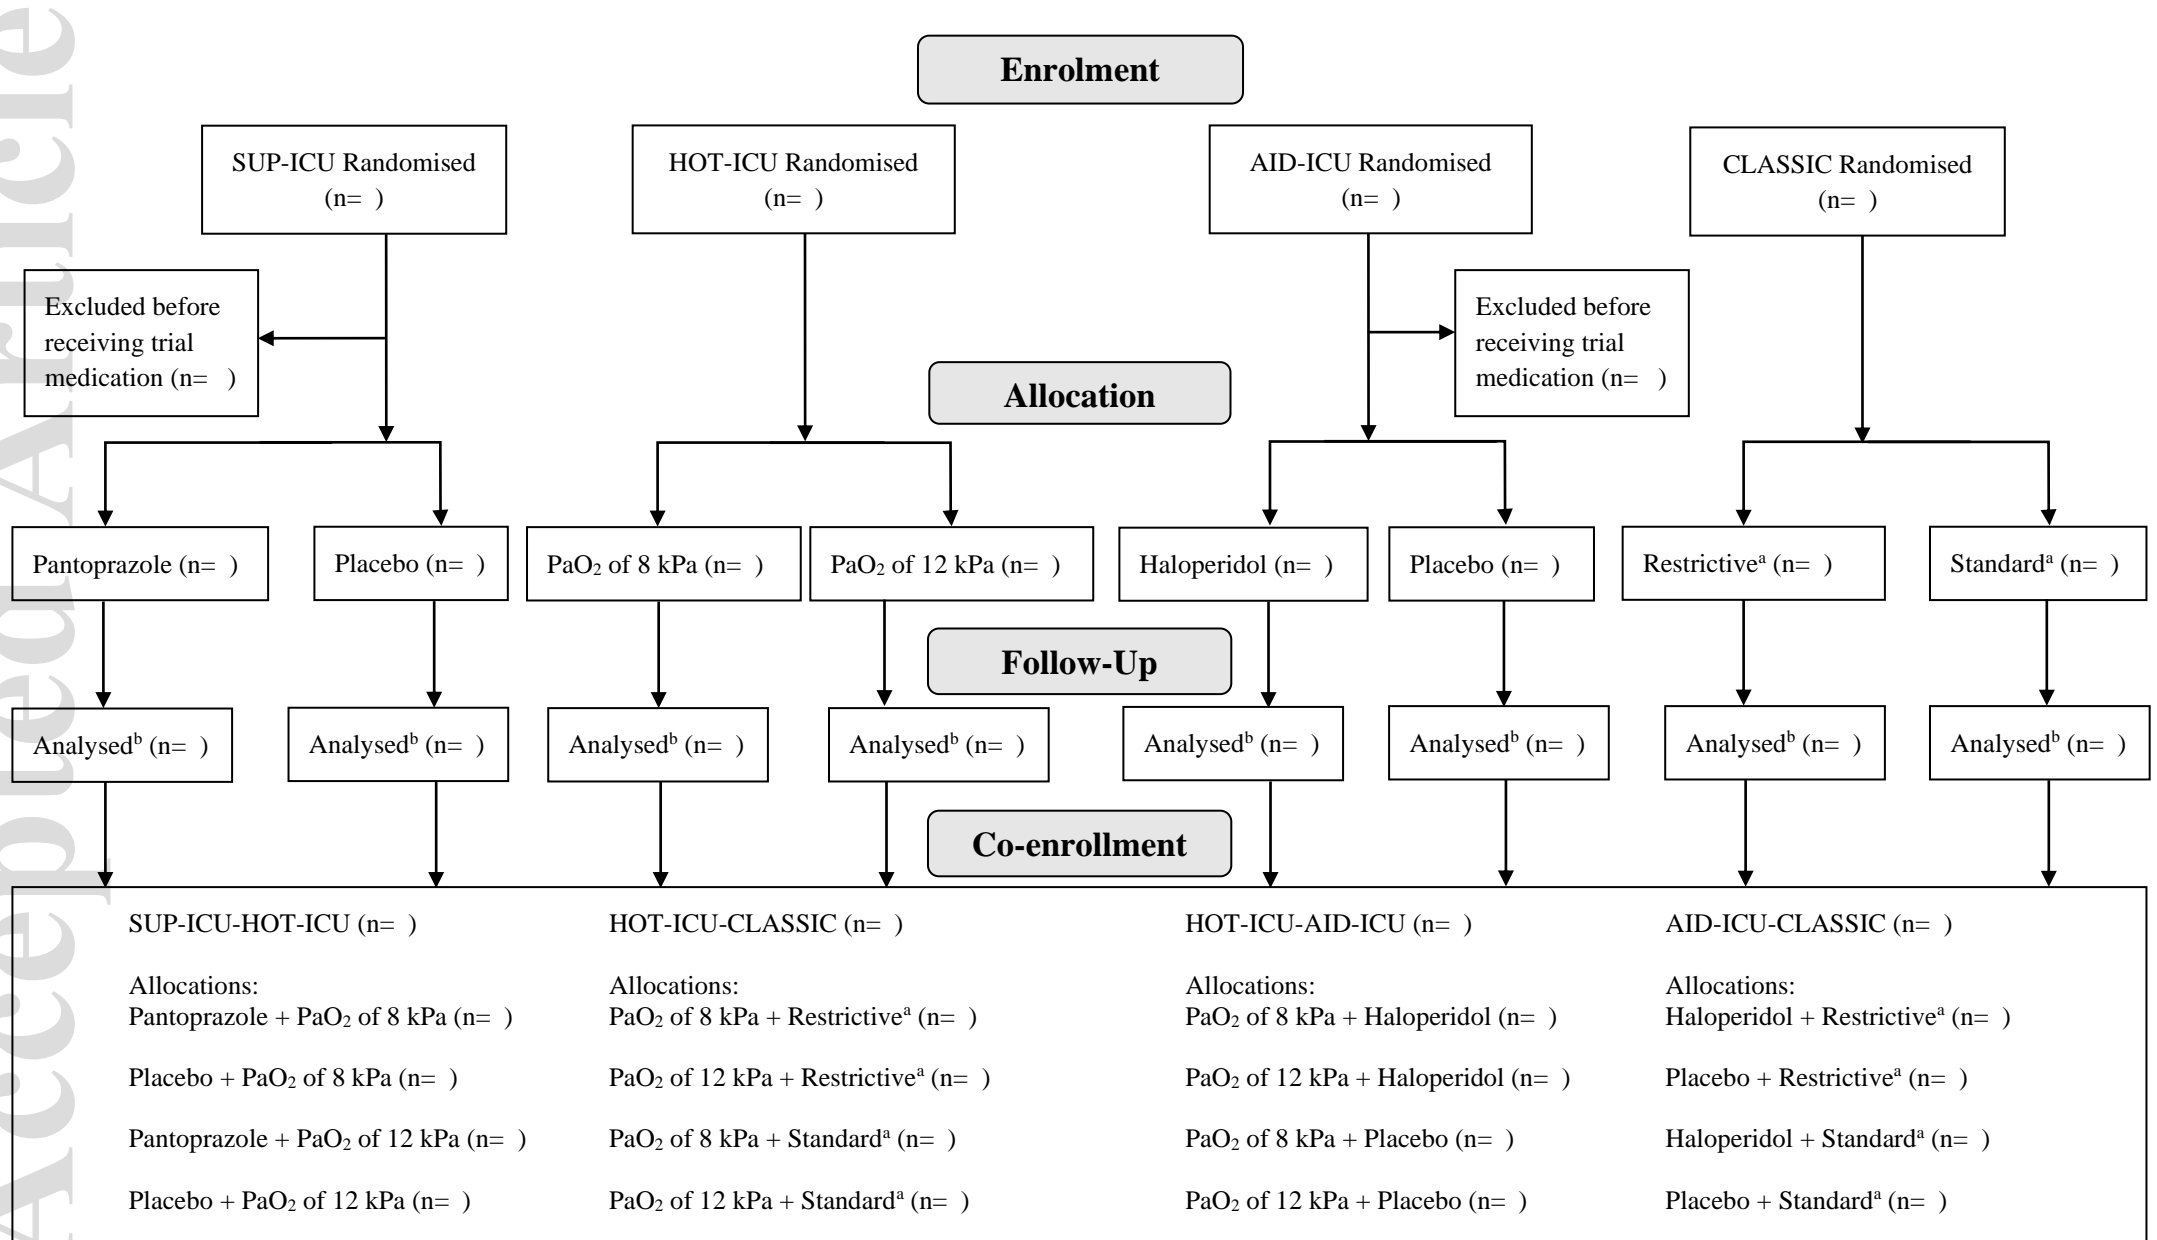 Accepted Article
Enrolment
SUP-ICU Randomised
(n=  )
HOT-ICU Randomised
(n=  )
AID-ICU Randomised
(n=  )
CLASSIC Randomised
(n=  )
Excluded before
receiving trial
medication (n=  )
Excluded before
receiving trial
medication (n=  )
Allocation
Pantoprazole (n=  )
Placebo (n=  )
PaO₂ of 8 kPa (n=  )
PaO₂ of 12 kPa (n=  )
Haloperidol (n=  )
Placebo (n=  )
Restrictiveᵃ (n=  )
Standardᵃ (n=  )
Follow-Up
Analysedᵇ (n=  )
Analysedᵇ (n=  )
Analysedᵇ (n=  )
Analysedᵇ (n=  )
Analysedᵇ (n=  )
Analysedᵇ (n=  )
Analysedᵇ (n=  )
Analysedᵇ (n=  )
Co-enrollment
SUP-ICU-HOT-ICU (n=  )
Allocations:
Pantoprazole + PaO₂ of 8 kPa (n=  )
Placebo + PaO₂ of 8 kPa (n=  )
Pantoprazole + PaO₂ of 12 kPa (n=  )
Placebo + PaO₂ of 12 kPa (n=  )
HOT-ICU-CLASSIC (n=  )
Allocations:
PaO₂ of 8 kPa + Restrictiveᵃ (n=  )
PaO₂ of 12 kPa + Restrictiveᵃ (n=  )
PaO₂ of 8 kPa + Standardᵃ (n=  )
PaO₂ of 12 kPa + Standardᵃ (n=  )
HOT-ICU-AID-ICU (n=  )
Allocations:
PaO₂ of 8 kPa + Haloperidol (n=  )
PaO₂ of 12 kPa + Haloperidol (n=  )
PaO₂ of 8 kPa + Placebo (n=  )
PaO₂ of 12 kPa + Placebo (n=  )
AID-ICU-CLASSIC (n=  )
Allocations:
Haloperidol + Restrictiveᵃ (n=  )
Placebo + Restrictiveᵃ (n=  )
Haloperidol + Standardᵃ (n=  )
Placebo + Standardᵃ (n=  )